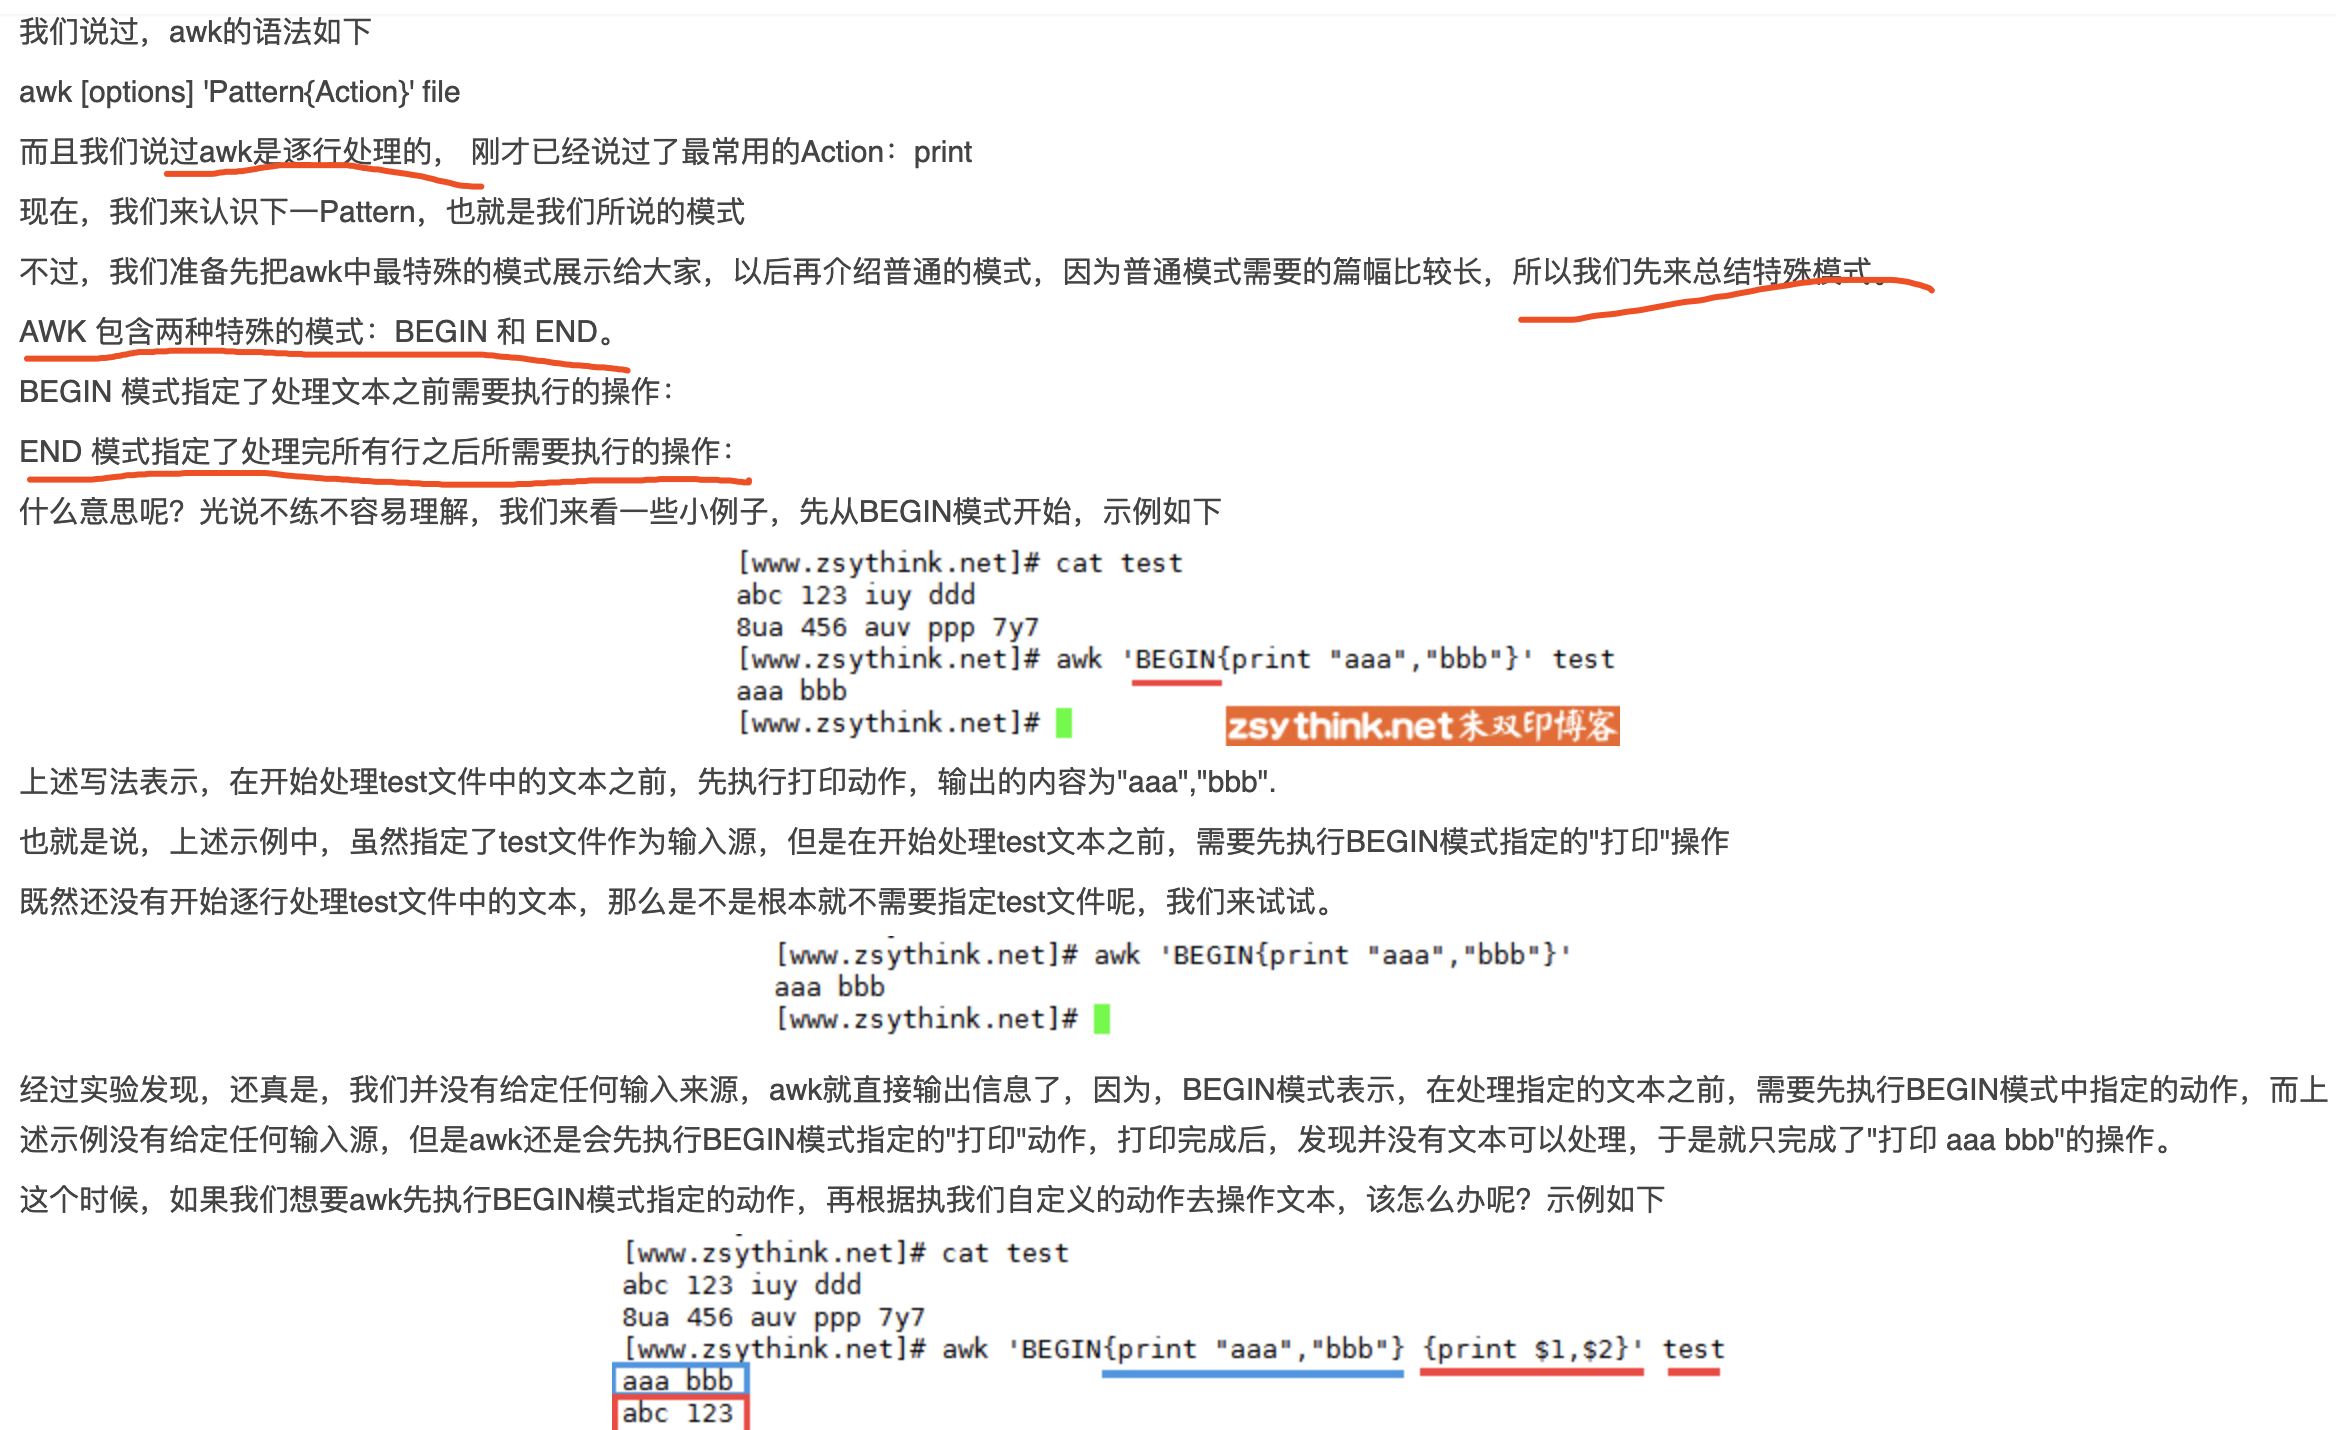 我们说过，awk的语法如下
awk [options] 'Pattern{Action}' file
而且我们说过awk是逐行处理的， 刚才已经说过了最常用的Action：print
现在，我们来认识下一Pattern，也就是我们所说的模式
不过，我们准备先把awk中最特殊的模式展示给大家，以后再介绍普通的模式，因为普通模式需要的篇幅比较长，所以我们先来总结特殊模式。
AWK 包含两种特殊的模式：BEGIN 和 END。
BEGIN 模式指定了处理文本之前需要执行的操作：
END 模式指定了处理完所有行之后所需要执行的操作：
什么意思呢？光说不练不容易理解，我们来看一些小例子，先从BEGIN模式开始，示例如下
[www.zsythink.net]# cat test
abc 123 iuy ddd
8ua 456 auv ppp 7y7
[www.zsythink.net]# awk 'BEGIN{print "aaa","bbb"}' test
aaa bbb
[www.zsythink.net]#
zsythink.net朱双印博客
上述写法表示，在开始处理test文件中的文本之前，先执行打印动作，输出的内容为"aaa","bbb".
也就是说，上述示例中，虽然指定了test文件作为输入源，但是在开始处理test文本之前，需要先执行BEGIN模式指定的"打印"操作
既然还没有开始逐行处理test文件中的文本，那么是不是根本就不需要指定test文件呢，我们来试试。
[www.zsythink.net]# awk 'BEGIN{print "aaa","bbb"}'
aaa bbb
[www.zsythink.net]#
经过实验发现，还真是，我们并没有给定任何输入来源，awk就直接输出信息了，因为，BEGIN模式表示，在处理指定的文本之前，需要先执行BEGIN模式中指定的动作，而上
述示例没有给定任何输入源，但是awk还是会先执行BEGIN模式指定的"打印"动作，打印完成后，发现并没有文本可以处理，于是就只完成了"打印 aaa bbb"的操作。
这个时候，如果我们想要awk先执行BEGIN模式指定的动作，再根据执我们自定义的动作去操作文本，该怎么办呢？示例如下
[www.zsythink.net]# cat test
abc 123 iuy ddd
8ua 456 auv ppp 7y7
[www.zsythink.net]# awk 'BEGIN{print "aaa","bbb"} {print $1,$2}' test
aaa bbb
abc 123